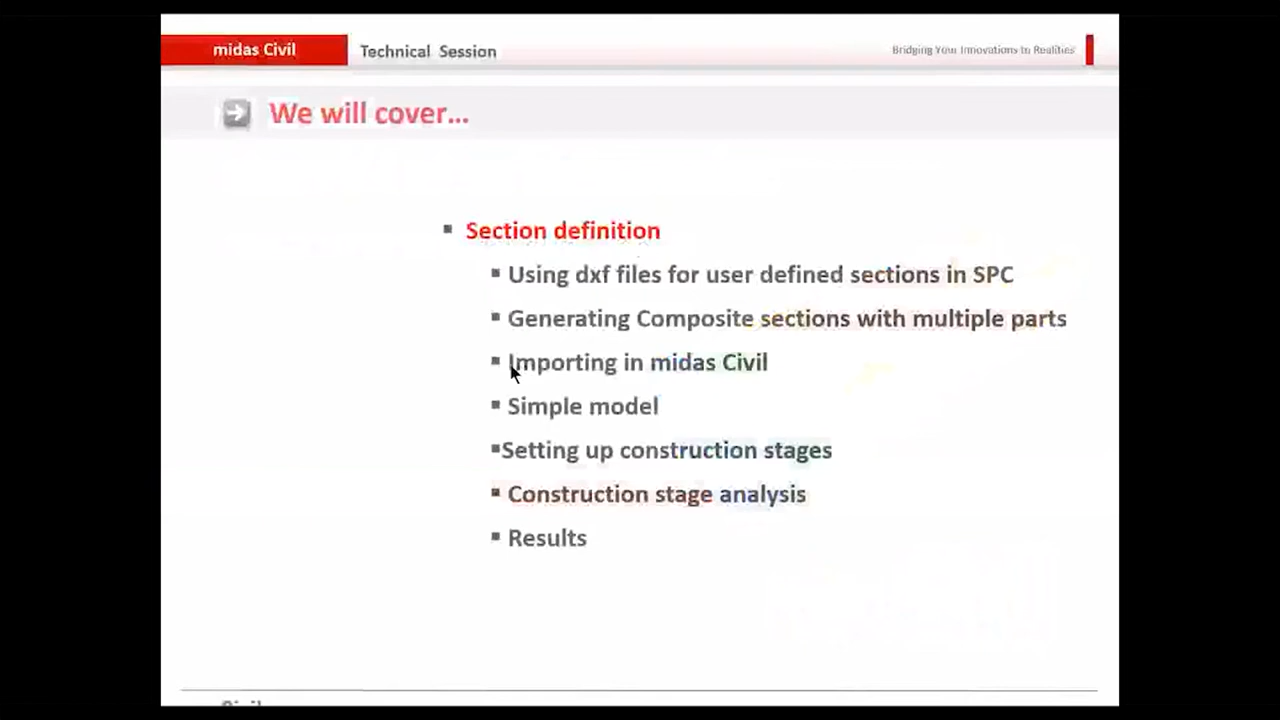 midas Civil
Technical Session
Bridging Your Innovations to Realities
We will cover...
Section definition
Using dxf files for user defined sections in SPC
Generating Composite sections with multiple parts
Importing in midas Civil
Simple model
Setting up construction stages
Construction stage analysis
Results